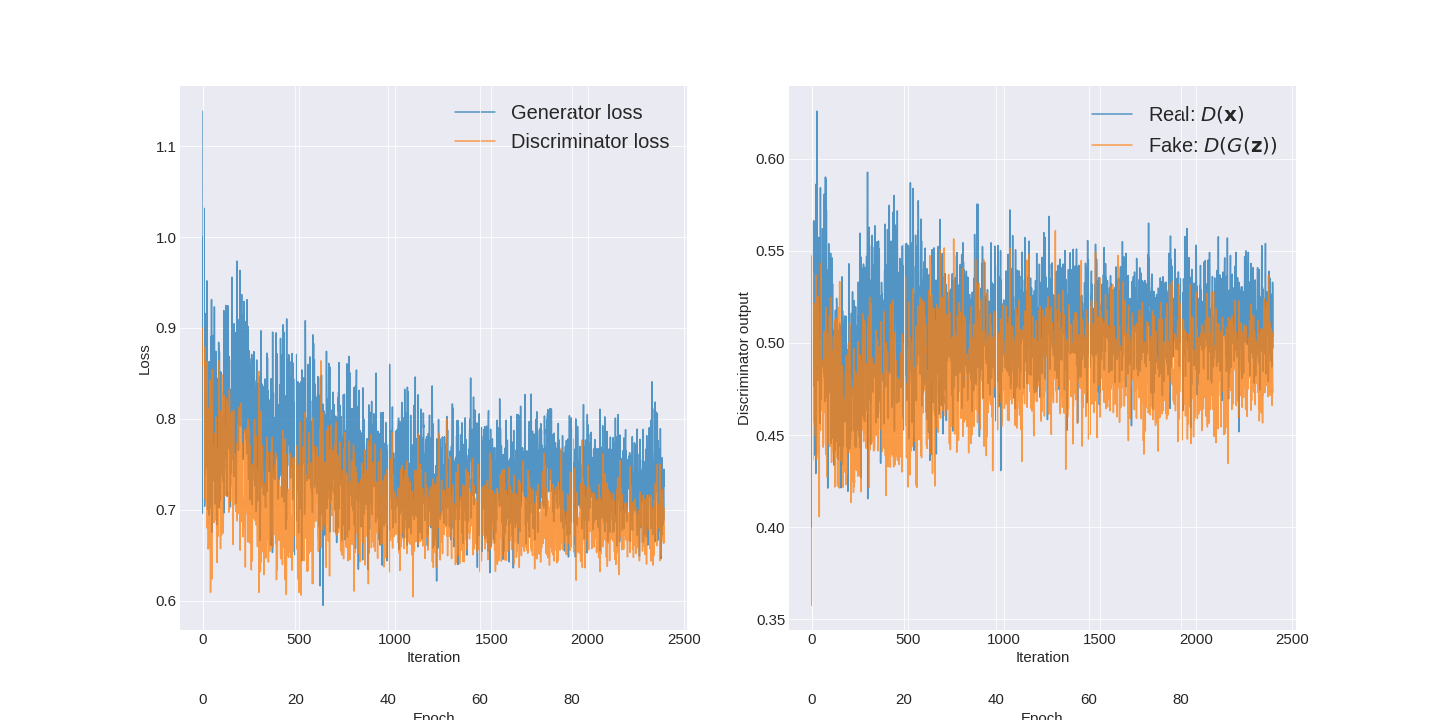 Generator loss
Discriminator loss
1.1
1.0
0.9
0.8
0.7
0.6
Loss
0 500 1000 1500 2000 2500
Iteration
0 20 40 60 80
Epoch
Real: D(x)
Fake: D(G(z))
0.60
0.55
0.50
0.45
0.40
0.35
Discriminator output
0 500 1000 1500 2000 2500
Iteration
0 20 40 60 80
Epoch